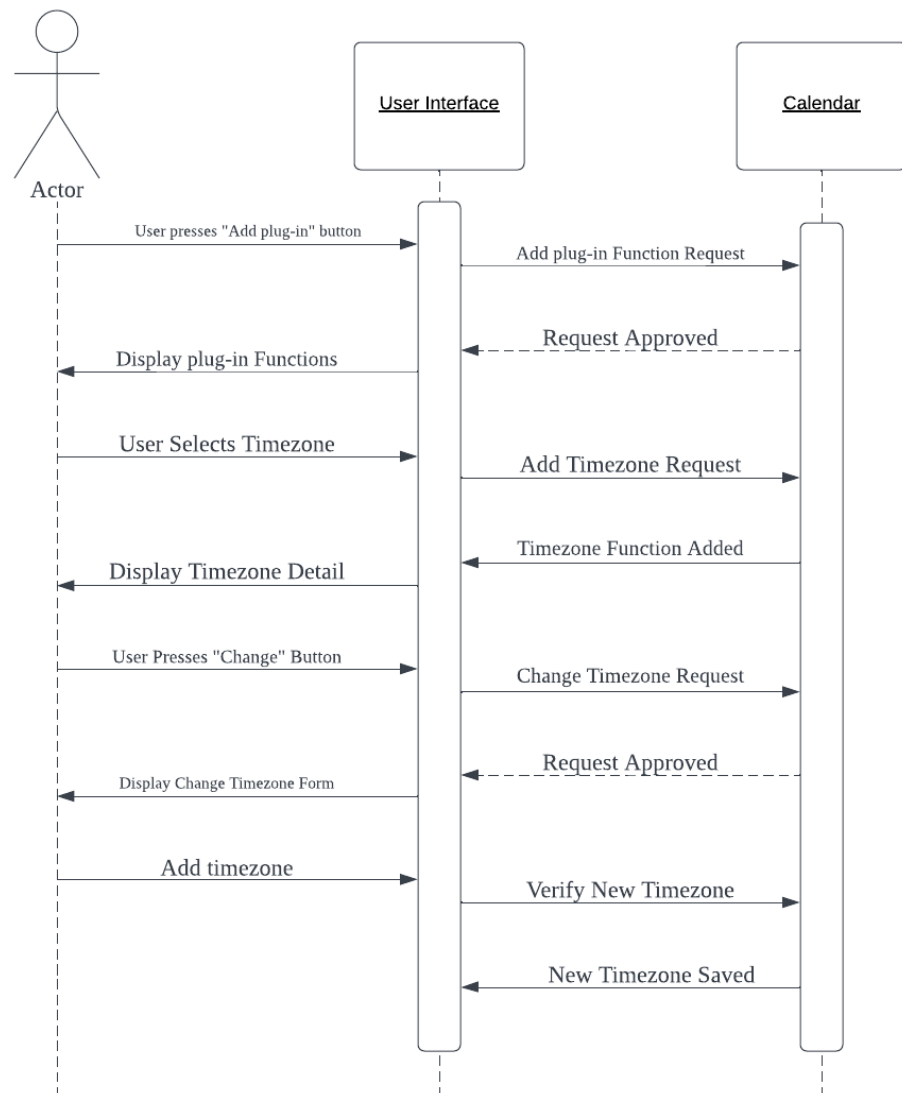 User Interface
Calendar
Actor
User presses "Add plug-in" button
Add plug-in Function Request
Request Approved
Display plug-in Functions
User Selects Timezone
Add Timezone Request
Timezone Function Added
Display Timezone Detail
User Presses "Change" Button
Change Timezone Request
Request Approved
Display Change Timezone Form
Add timezone
Verify New Timezone
New Timezone Saved